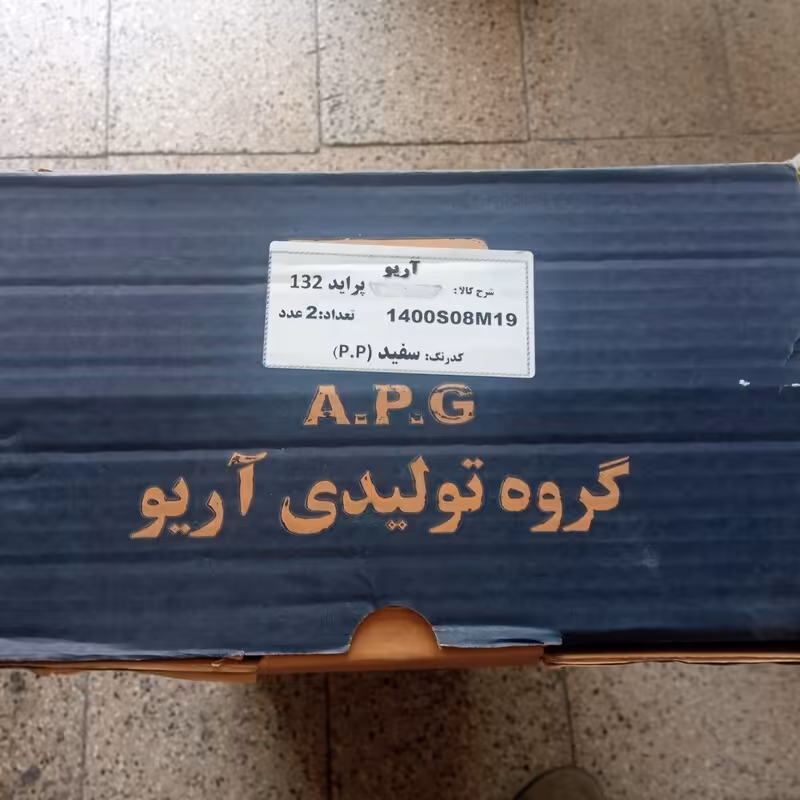 آریو
شرح کالا: پراید 132
1400S08M19 تعداد: 2 عدد
کدرنگ: سفید (P.P)
A.P.G
گروه تولیدی آریو